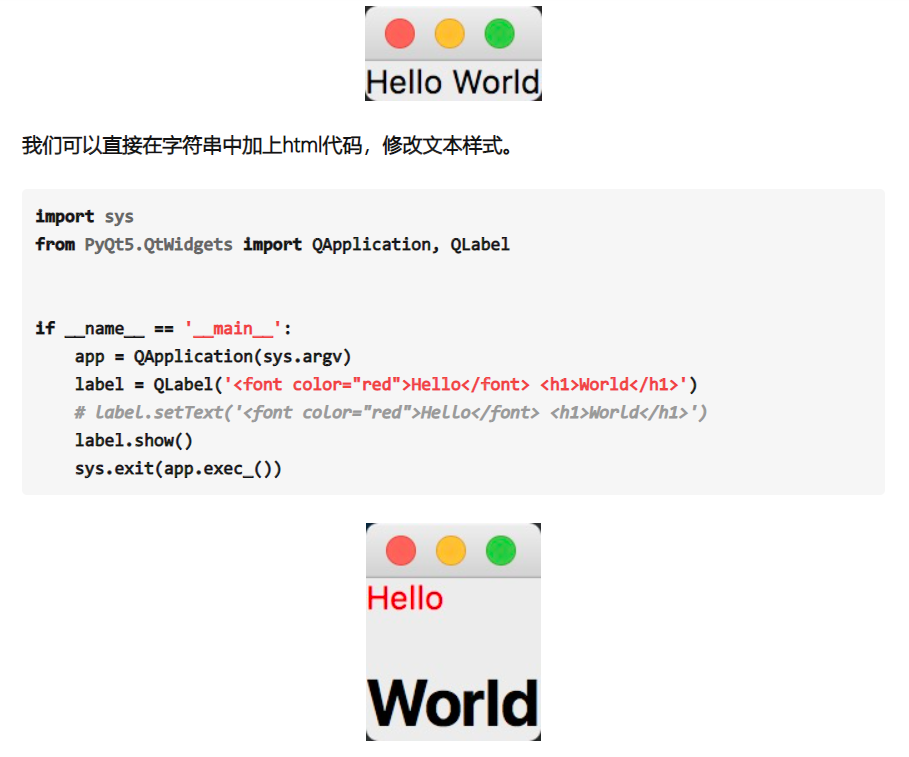 Hello World
我们可以直接在字符串中加上html代码，修改文本样式。
import sys
from PyQt5.QtWidgets import QApplication, QLabel
if __name__ == '__main__':
    app = QApplication(sys.argv)
    label = QLabel('<font color="red">Hello</font> <h1>World</h1>')
    # label.setText('<font color="red">Hello</font> <h1>World</h1>')
    label.show()
    sys.exit(app.exec_())
Hello
World